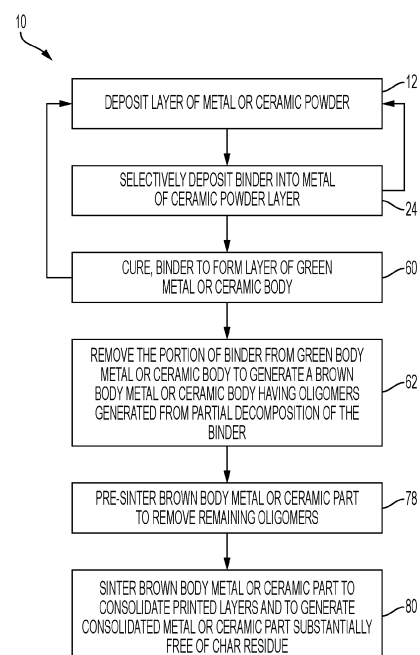 10
DEPOSIT LAYER OF METAL OR CERAMIC POWDER
12
SELECTIVELY DEPOSIT BINDER INTO METAL
OF CERAMIC POWDER LAYER
24
CURE, BINDER TO FORM LAYER OF GREEN
METAL OR CERAMIC BODY
60
REMOVE THE PORTION OF BINDER FROM GREEN BODY
METAL OR CERAMIC BODY TO GENERATE A BROWN
BODY METAL OR CERAMIC BODY HAVING OLIGOMERS
GENERATED FROM PARTIAL DECOMPOSITION OF THE
BINDER
62
PRE-SINTER BROWN BODY METAL OR CERAMIC PART
TO REMOVE REMAINING OLIGOMERS
78
SINTER BROWN BODY METAL OR CERAMIC PART TO
CONSOLIDATE PRINTED LAYERS AND TO GENERATE
CONSOLIDATED METAL OR CERAMIC PART SUBSTANTIALLY
FREE OF CHAR RESIDUE
80